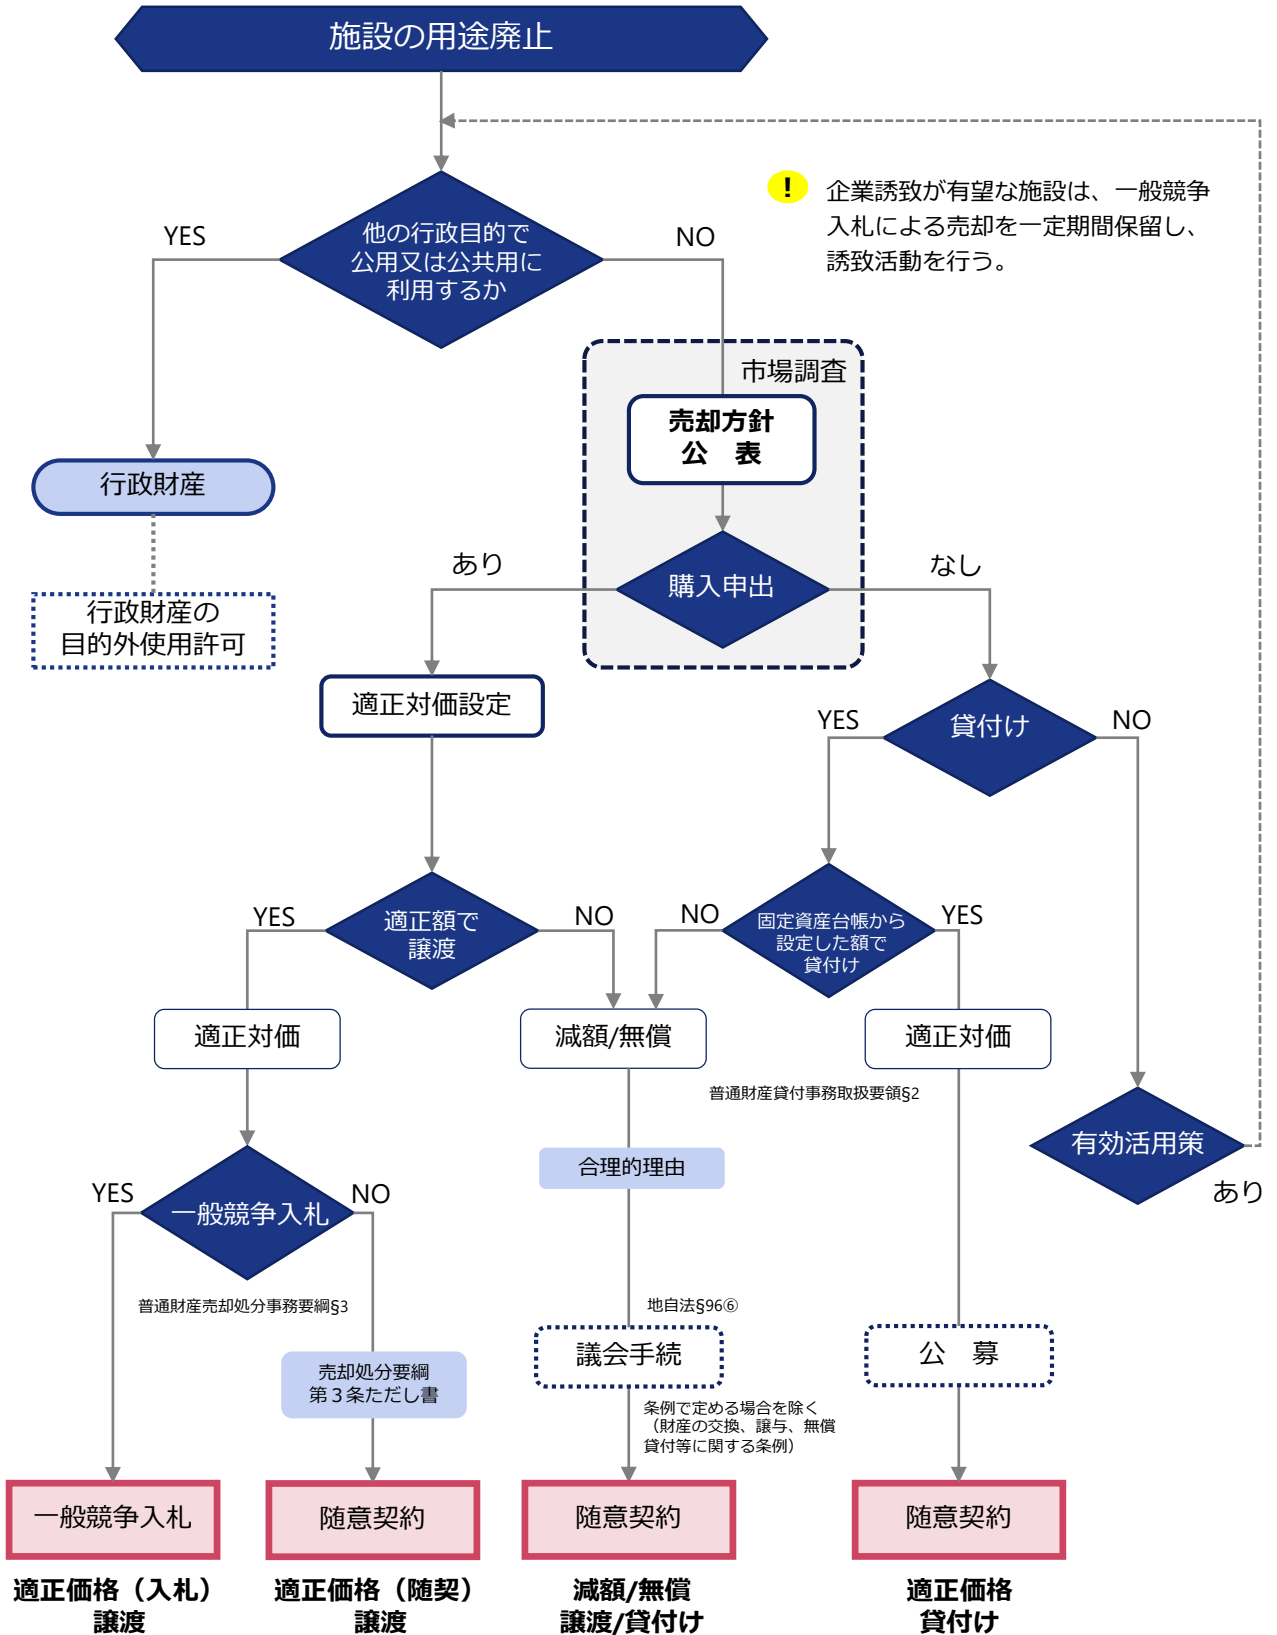 施設の用途廃止
!
企業誘致が有望な施設は、一般競争
入札による売却を一定期間保留し、
誘致活動を行う。
YES
他の行政目的で
公用又は公共用に
利用するか
NO
市場調査
売却方針
公　表
行政財産
行政財産の
目的外使用許可
あり
購入申出
なし
適正対価設定
YES
貸付け
NO
YES
適正額で
譲渡
NO
NO
固定資産台帳から
設定した額で
貸付け
YES
適正対価
減額/無償
適正対価
普通財産貸付事務取扱要領§2
合理的理由
有効活用策
あり
YES
一般競争入札
NO
普通財産売却処分事務要綱§3
地自法§96⑥
売却処分要綱
第３条ただし書
議会手続
公　募
条例で定める場合を除く
（財産の交換、譲与、無償
貸付等に関する条例）
一般競争入札
随意契約
随意契約
随意契約
適正価格（入札）
譲渡
適正価格（随契）
譲渡
減額/無償
譲渡/貸付け
適正価格
貸付け